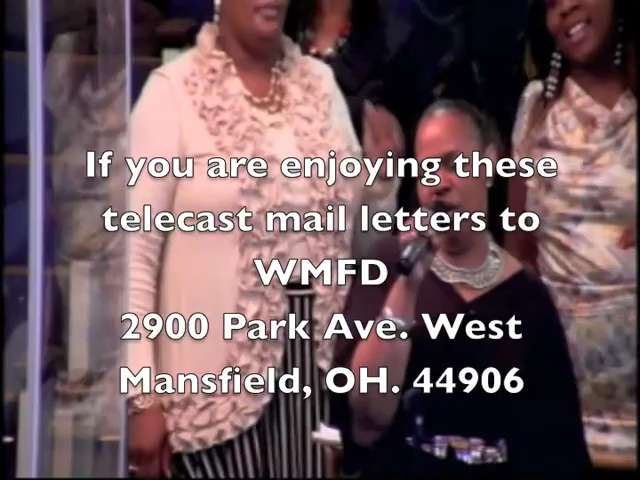 If you are enjoying these
telecast mail letters to
WMFD
2900 Park Ave. West
Mansfield, OH. 44906